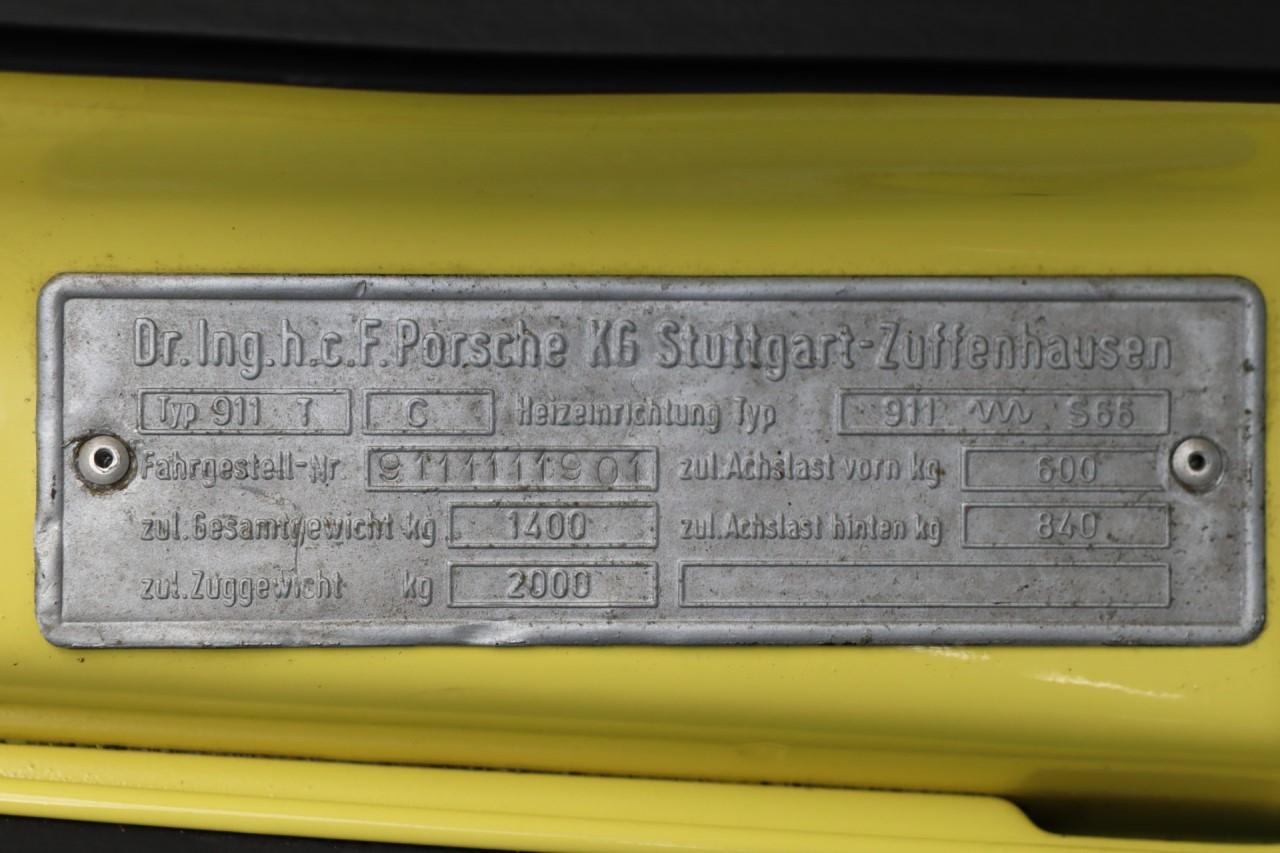 Dr.Ing.h.c.F.Porsche KG Stuttgart-Zuffenhausen
Typ 911 T C Heizeinrichtung Typ 911 S66
Fahrgestell-Nr. 9111111901 zul.Achslast vorn kg 600
zul.Gesamtgewicht kg 1400 zul.Achslast hinten kg 840
zul.Zuggewicht kg 2000